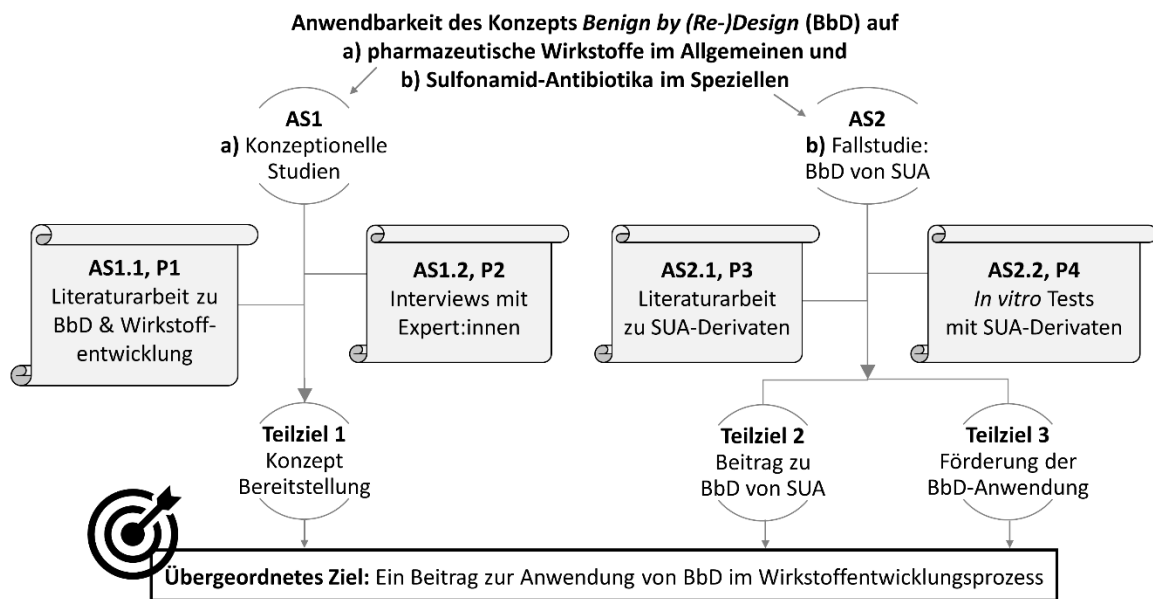 Anwendbarkeit des Konzepts Benign by (Re-)Design (BbD) auf
a) pharmazeutische Wirkstoffe im Allgemeinen und
b) Sulfonamid-Antibiotika im Speziellen
AS1
a) Konzeptionelle
Studien
AS2
b) Fallstudie:
BbD von SUA
AS1.1, P1
Literaturarbeit zu
BbD & Wirkstoff-
entwicklung
AS1.2, P2
Interviews mit
Expert:innen
AS2.1, P3
Literaturarbeit
zu SUA-Derivaten
AS2.2, P4
In vitro Tests
mit SUA-Derivaten
Teilziel 1
Konzept
Bereitstellung
Teilziel 2
Beitrag zu
BbD von SUA
Teilziel 3
Förderung der
BbD-Anwendung
Übergeordnetes Ziel: Ein Beitrag zur Anwendung von BbD im Wirkstoffentwicklungsprozess